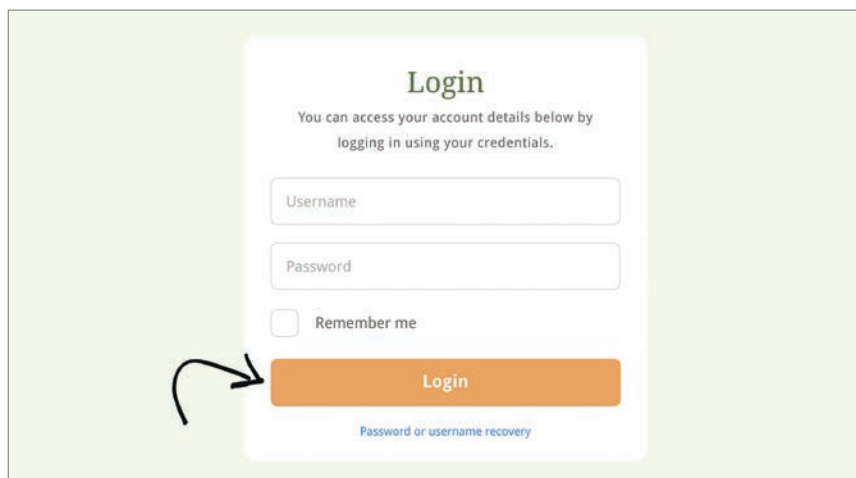 Login
You can access your account details below by
logging in using your credentials.
Username
Password
Remember me
Login
Password or username recovery